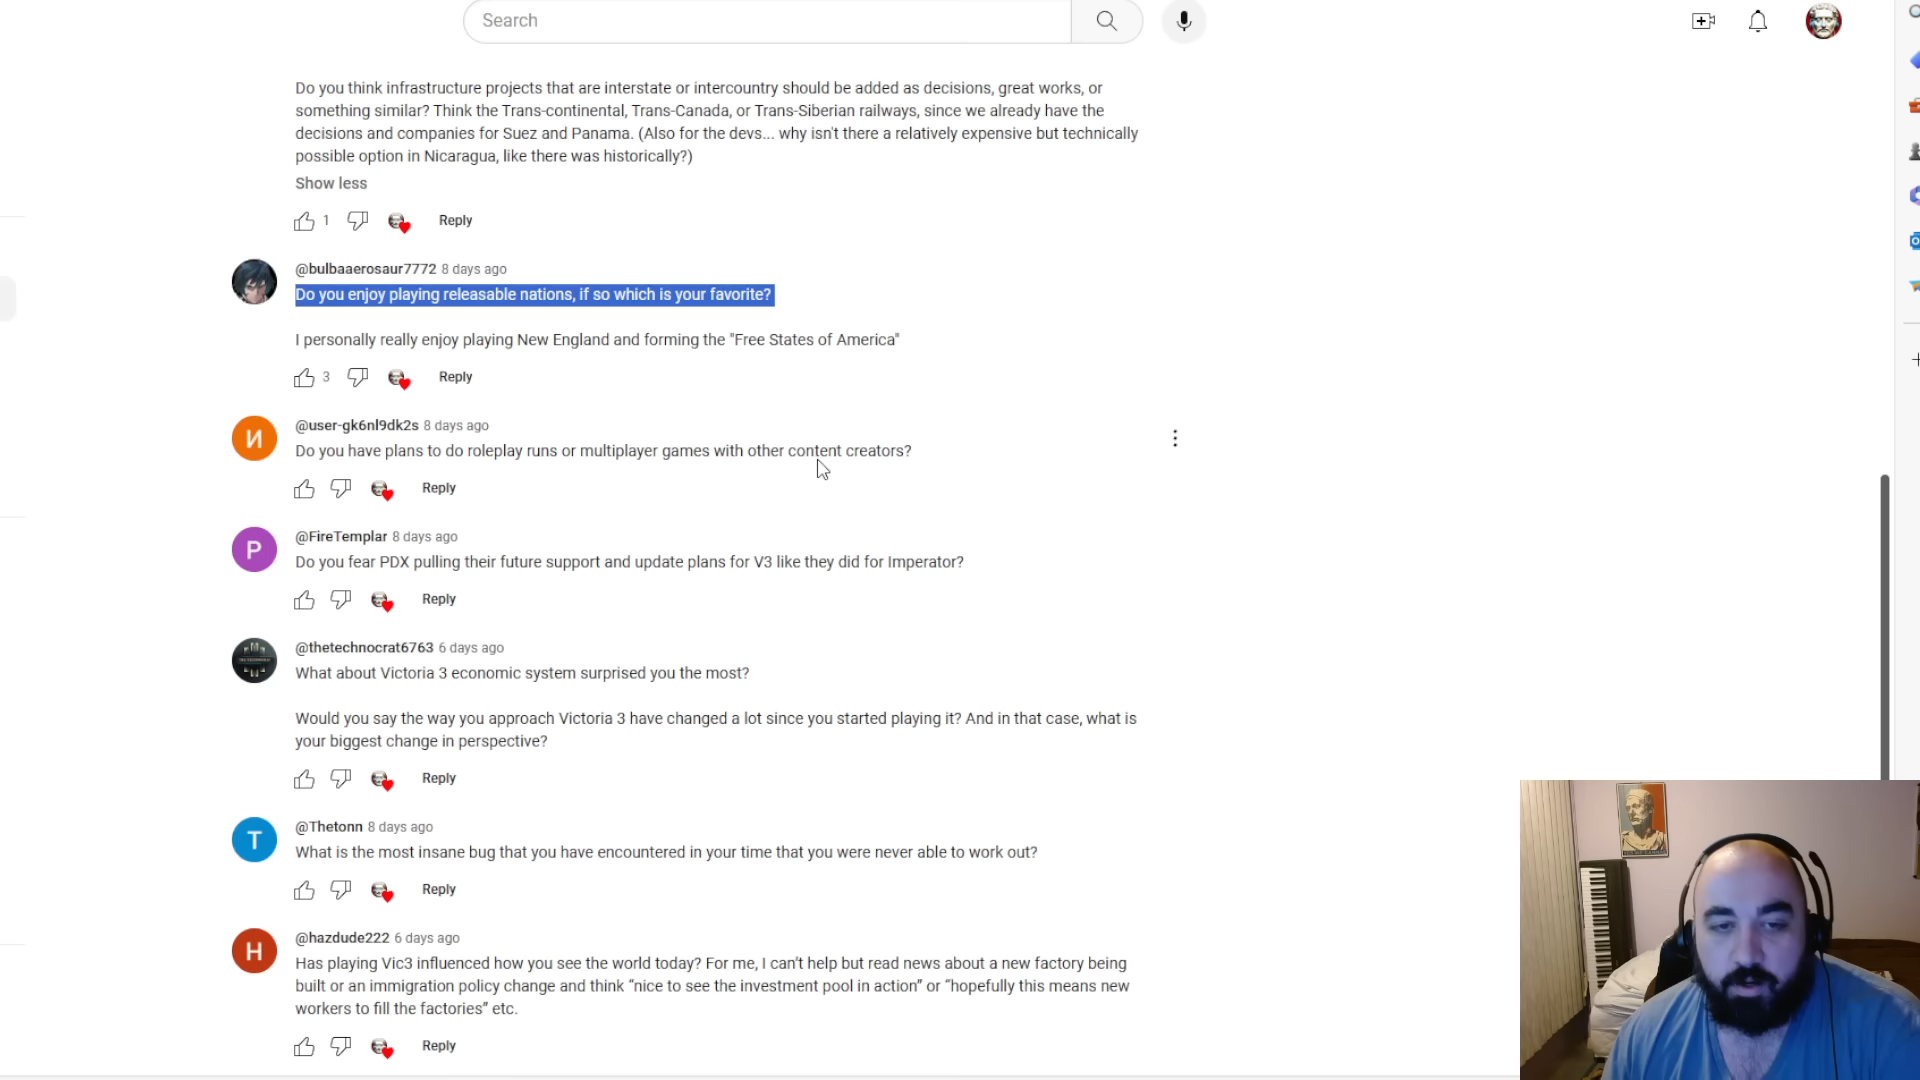 Search
Do you think infrastructure projects that are interstate or intercountry should be added as decisions, great works, or
something similar? Think the Trans-continental, Trans-Canada, or Trans-Siberian railways, since we already have the
decisions and companies for Suez and Panama. (Also for the devs... why isn't there a relatively expensive but technically
possible option in Nicaragua, like there was historically?)
Show less
1
Reply
@bulbaaerosaur7772 8 days ago
Do you enjoy playing releasable nations, if so which is your favorite?
I personally really enjoy playing New England and forming the "Free States of America"
3
Reply
И
@user-gk6nl9dk2s 8 days ago
Do you have plans to do roleplay runs or multiplayer games with other content creators?
Reply
P
@FireTemplar 8 days ago
Do you fear PDX pulling their future support and update plans for V3 like they did for Imperator?
Reply
@thetechnocrat6763 6 days ago
What about Victoria 3 economic system surprised you the most?
Would you say the way you approach Victoria 3 have changed a lot since you started playing it? And in that case, what is
your biggest change in perspective?
Reply
T
@Thetonn 8 days ago
What is the most insane bug that you have encountered in your time that you were never able to work out?
Reply
H
@hazdude222 6 days ago
Has playing Vic3 influenced how you see the world today? For me, I can't help but read news about a new factory being
built or an immigration policy change and think “nice to see the investment pool in action” or “hopefully this means new
workers to fill the factories” etc.
Reply